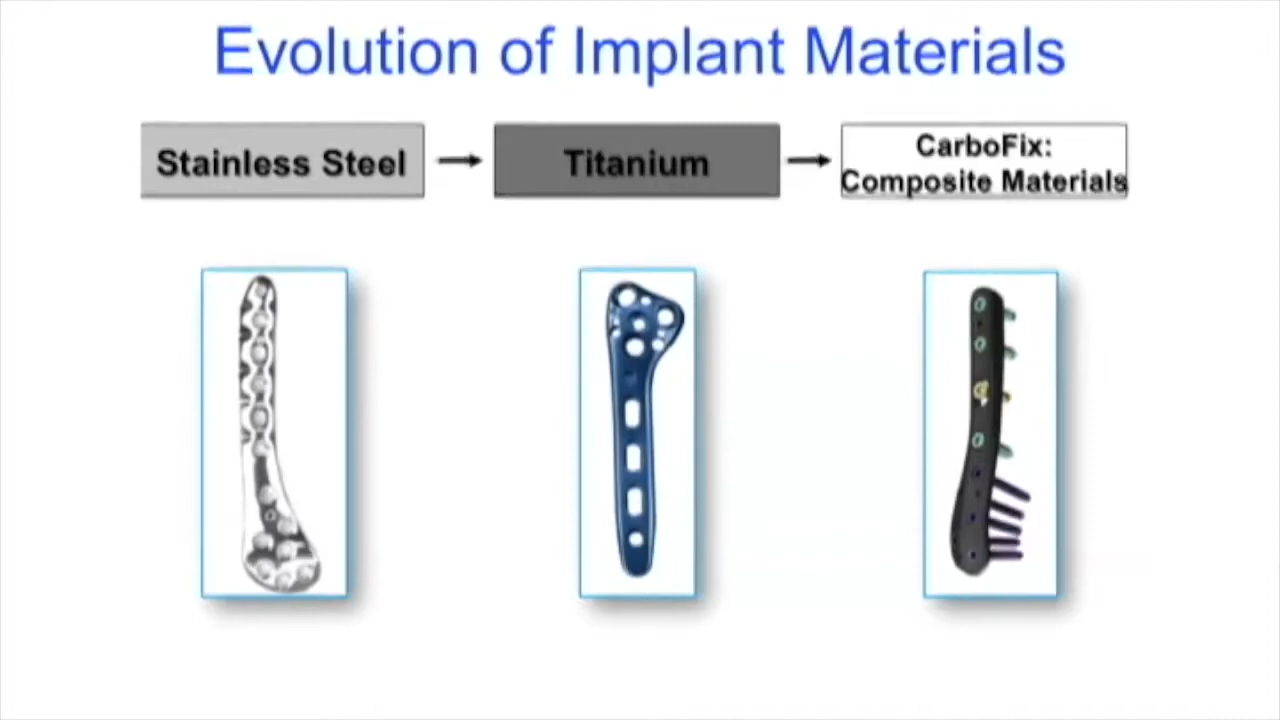 Evolution of Implant Materials
Stainless Steel
Titanium
CarboFix:
Composite Materials